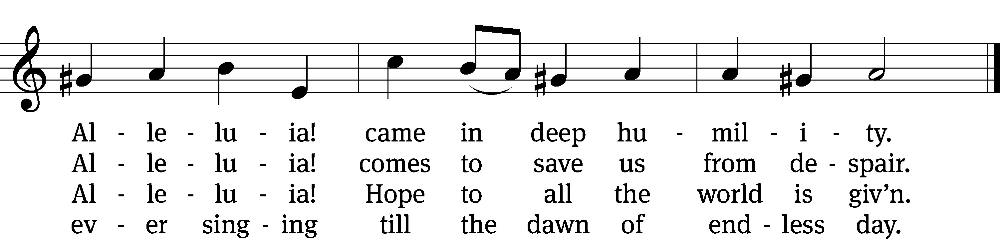 Al - le - lu - ia! came in deep hu - mil - i - ty.
Al - le - lu - ia! comes to save us from de - spair.
Al - le - lu - ia! Hope to all the world is giv’n.
ev - er sing - ing till the dawn of end - less day.